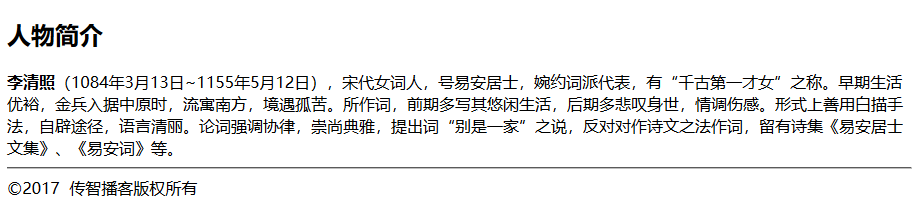 人物简介
李清照（1084年3月13日~1155年5月12日），宋代女词人，号易安居士，婉约词派代表，有“千古第一才女”之称。早期生活
优裕，金兵入据中原时，流寓南方，境遇孤苦。所作词，前期多写其悠闲生活，后期多悲叹身世，情调伤感。形式上善用白描手
法，自辟途径，语言清丽。论词强调协律，崇尚典雅，提出词“别是一家”之说，反对对作诗文之法作词，留有诗集《易安居士
文集》、《易安词》等。
©2017 传智播客版权所有